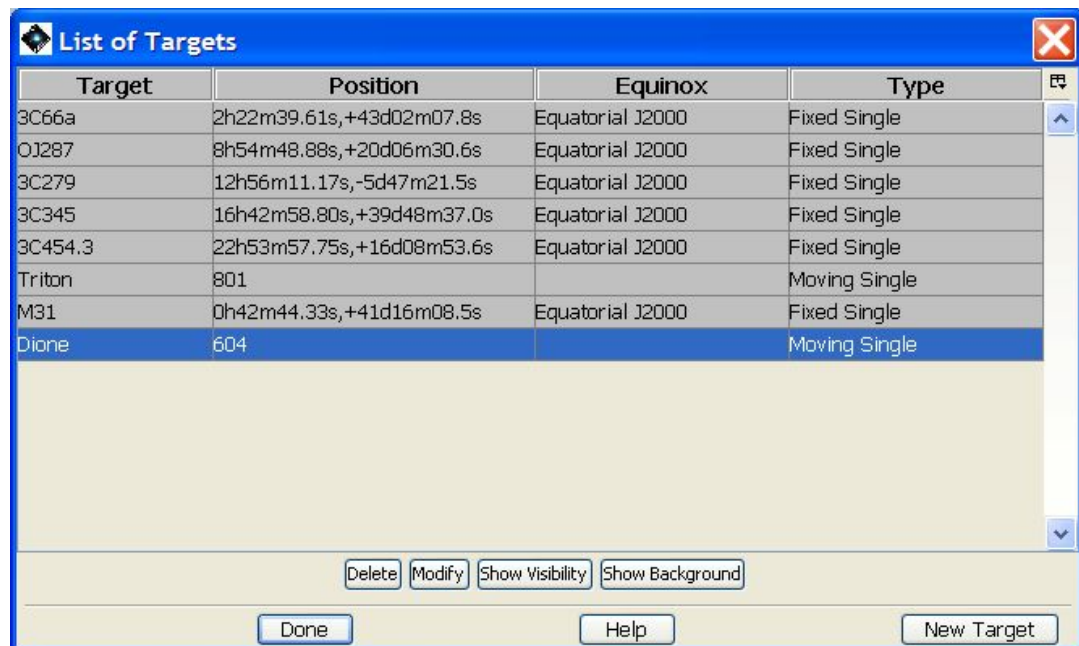 List of Targets
Target Position Equinox Type
3C66a 2h22m39.61s,+43d02m07.8s Equatorial J2000 Fixed Single
OJ287 8h54m48.88s,+20d06m30.6s Equatorial J2000 Fixed Single
3C279 12h56m11.17s,-5d47m21.5s Equatorial J2000 Fixed Single
3C345 16h42m58.80s,+39d48m37.0s Equatorial J2000 Fixed Single
3C454.3 22h53m57.75s,+16d08m53.6s Equatorial J2000 Fixed Single
Triton 801 Moving Single
M31 0h42m44.33s,+41d16m08.5s Equatorial J2000 Fixed Single
Dione 604 Moving Single
Delete Modify Show Visibility Show Background
Done Help New Target